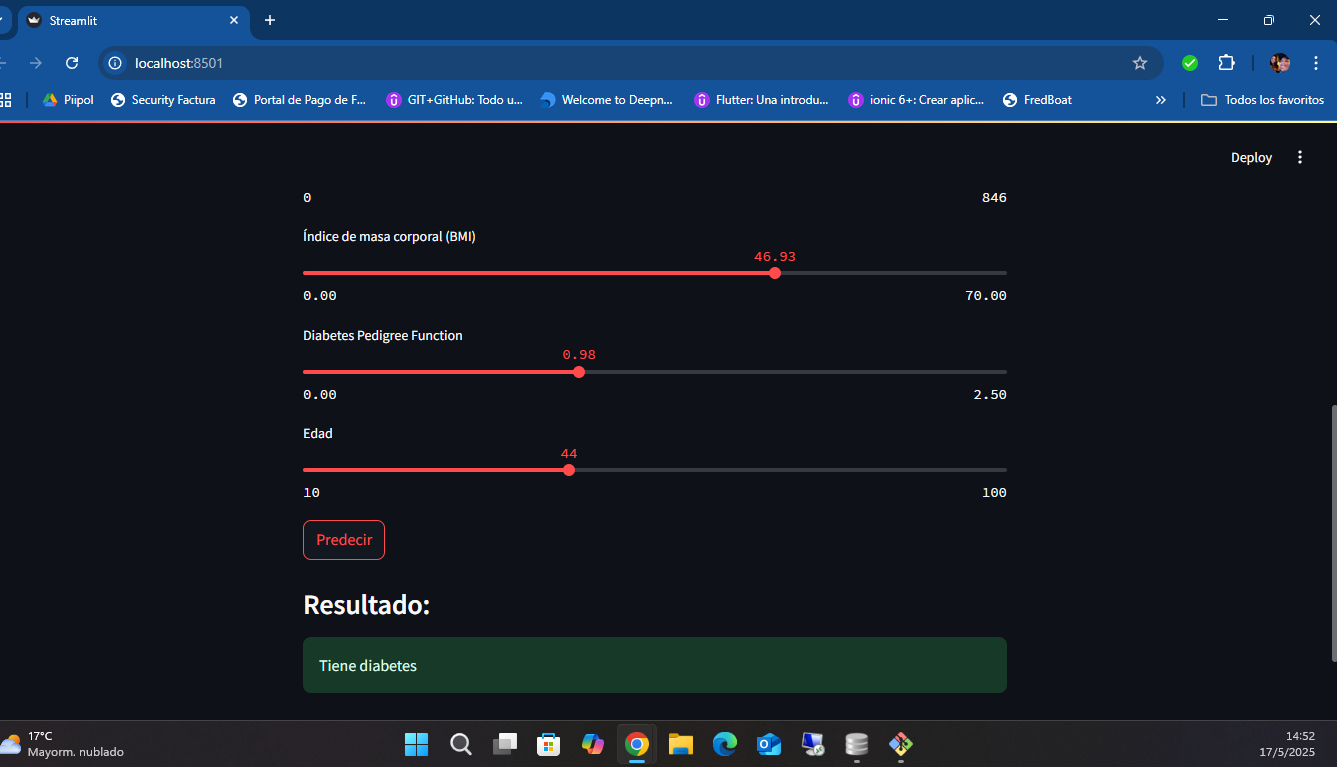 Streamlit
localhost:8501
Piipol
Security Factura
Portal de Pago de F...
GIT+GitHub: Todo u...
Welcome to Deepn...
Flutter: Una introdu...
ionic 6+: Crear aplic...
FredBoat
Todos los favoritos
Deploy
0 846
Índice de masa corporal (BMI)
46.93
0.00 70.00
Diabetes Pedigree Function
0.98
0.00 2.50
Edad
44
10 100
Predecir
Resultado:
Tiene diabetes
17°C
Mayorm. nublado
14:52
17/5/2025